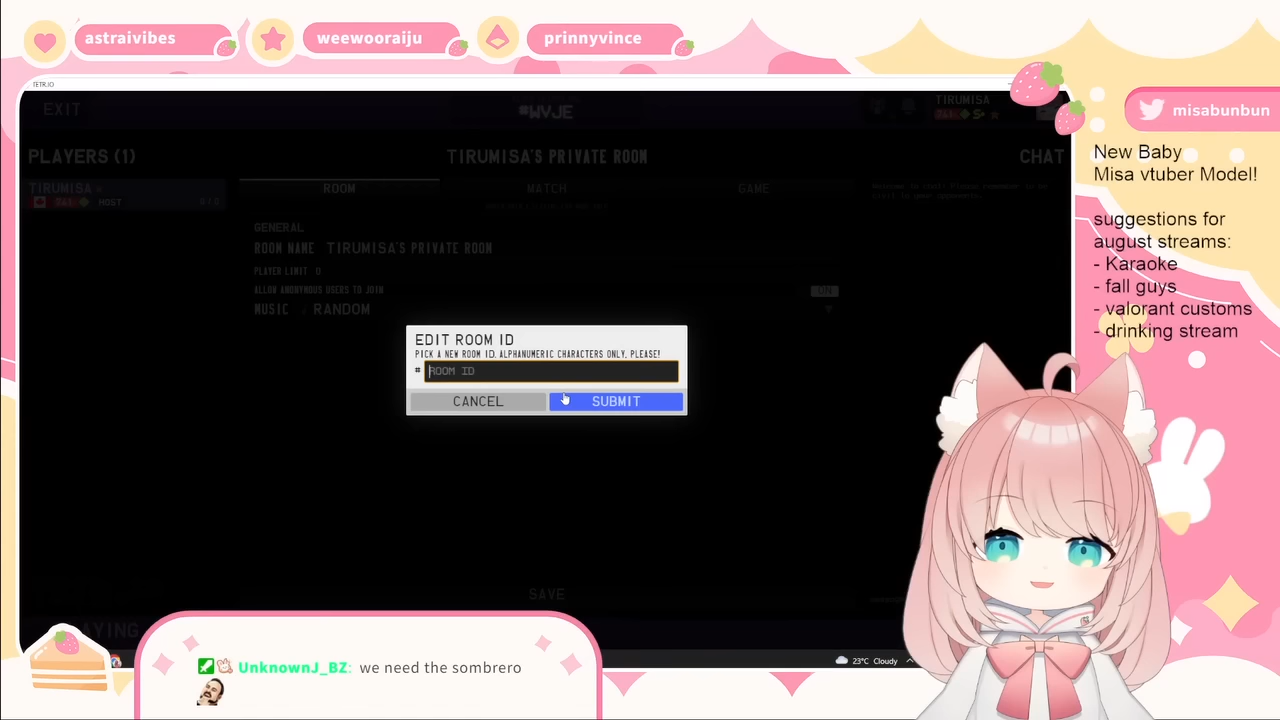 astraivibes
weewooraiju
prinnyvince
TETR.IO
misabunbun
EXIT
#WVJE
TIRUMISA
PLAYERS (1)
TIRUMISA'S PRIVATE ROOM
CHAT
New Baby
Misa vtuber Model!
TIRUMISA
HOST
ROOM
MATCH
GAME
suggestions for
august streams:
- Karaoke
- fall guys
- valorant customs
- drinking stream
GENERAL
ROOM NAME TIRUMISA'S PRIVATE ROOM
PLAYER LIMIT 0
ALLOW ANONYMOUS USERS TO JOIN
ON
MUSIC RANDOM
EDIT ROOM ID
PICK A NEW ROOM ID. ALPHANUMERIC CHARACTERS ONLY, PLEASE!
# ROOM ID
CANCEL
SUBMIT
SAVE
UnknownJ_BZ: we need the sombrero
23°C Cloudy